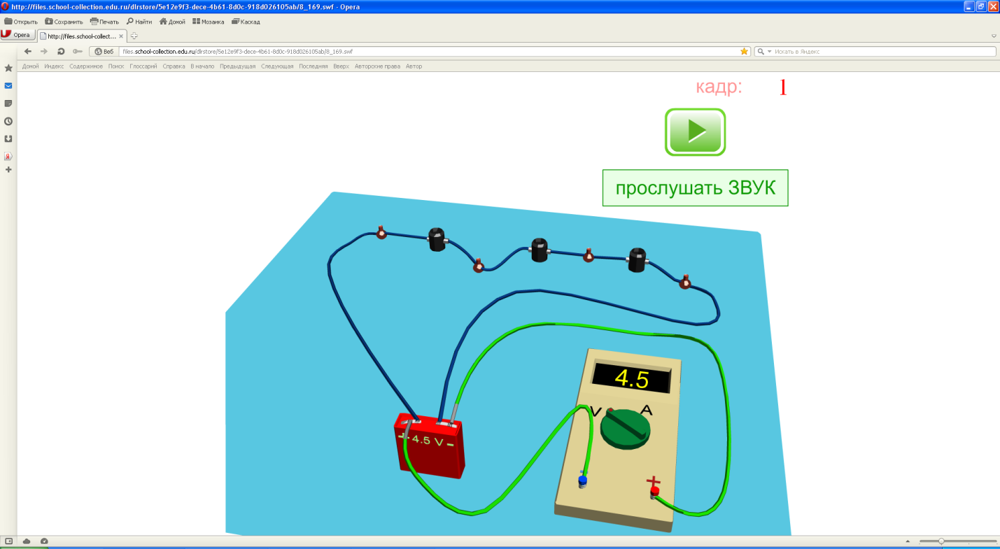 http://files.school-collection.edu.ru/dlrstore/5e12e9f3-dece-4b61-8d0c-918d026105ab/8_169.swf - Opera
Открыть Сохранить Печать Найти Домой Мозаика Каскад
Opera http://files.school-collect...
Веб files.school-collection.edu.ru/dlrstore/5e12e9f3-dece-4b61-8d0c-918d026105ab/8_169.swf Искать в Яндекс
Домой Индекс Содержимое Поиск Глоссарий Справка В начало Предыдущая Следующая Последняя Вверх Авторские права Автор
кадр: 1
прослушать ЗВУК
4.5
V A
+ 4.5 V -
- +